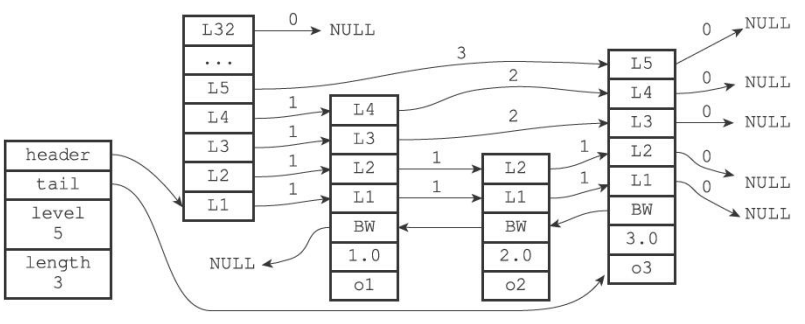 header
tail
level
5
length
3
L32
...
L5
L4
L3
L2
L1
0
NULL
1
1
1
1
L4
L3
L2
L1
BW
1.0
o1
NULL
3
2
2
1
1
L2
L1
BW
2.0
o2
1
1
L5
L4
L3
L2
L1
BW
3.0
o3
0
NULL
0
NULL
0
NULL
0
NULL
0
NULL